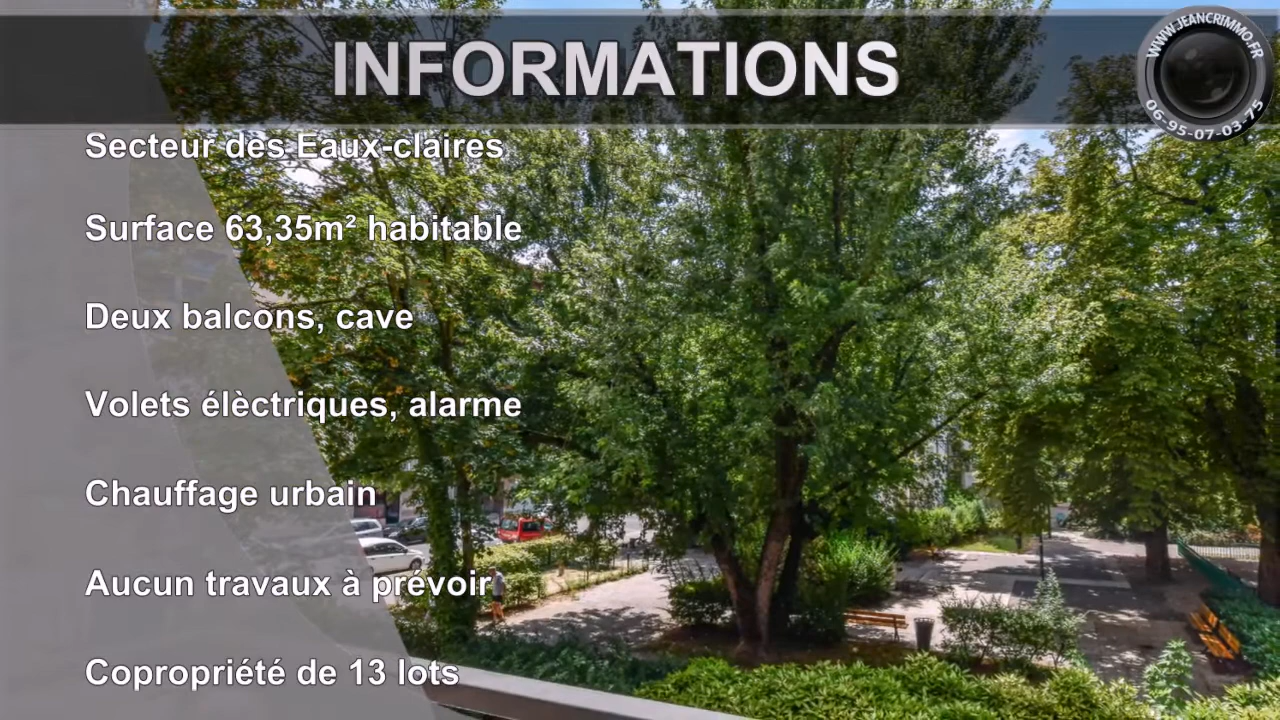 INFORMATIONS
WWW.JEANCRIMMO.FR
06-95-07-03-75
Secteur des Eaux-claires
Surface 63,35m² habitable
Deux balcons, cave
Volets élèctriques, alarme
Chauffage urbain
Aucun travaux à prévoir
Copropriété de 13 lots